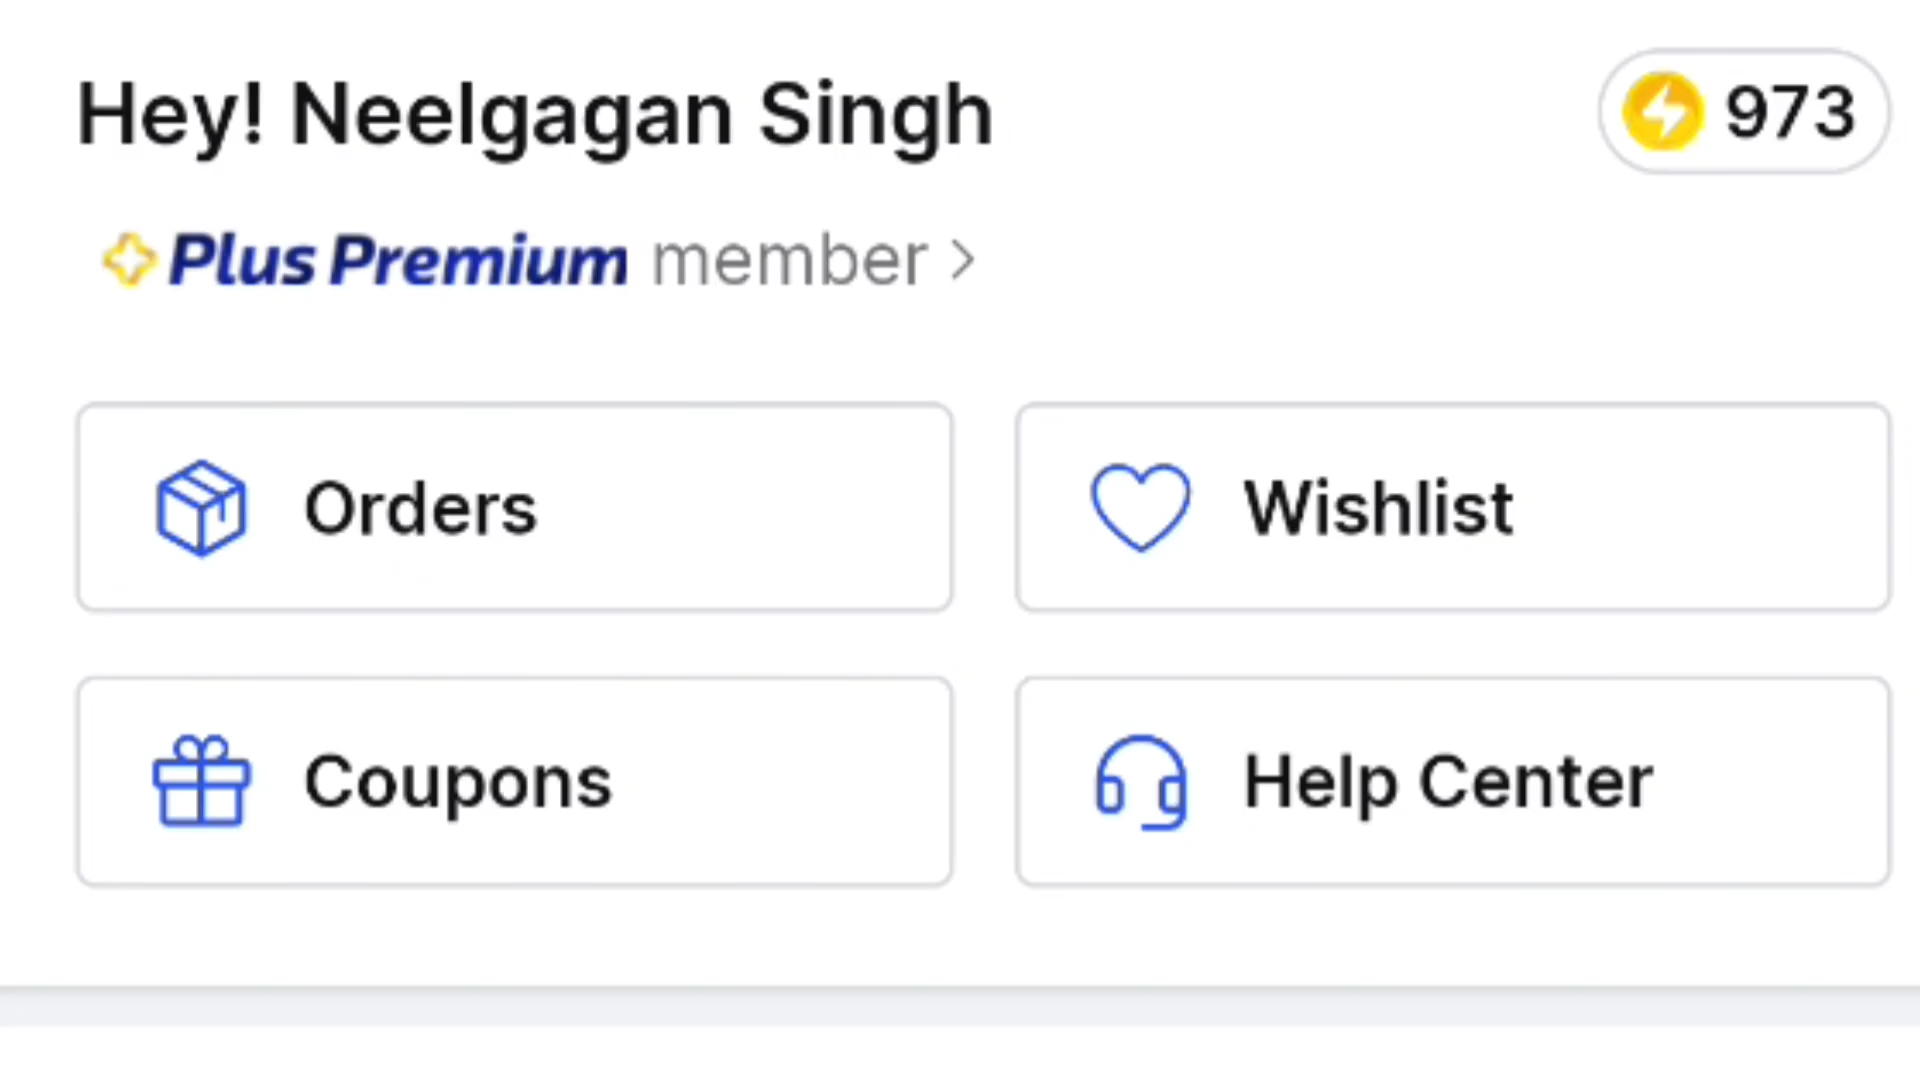 Hey! Neelgagan Singh
973
Plus Premium member >
Orders
Wishlist
Coupons
Help Center